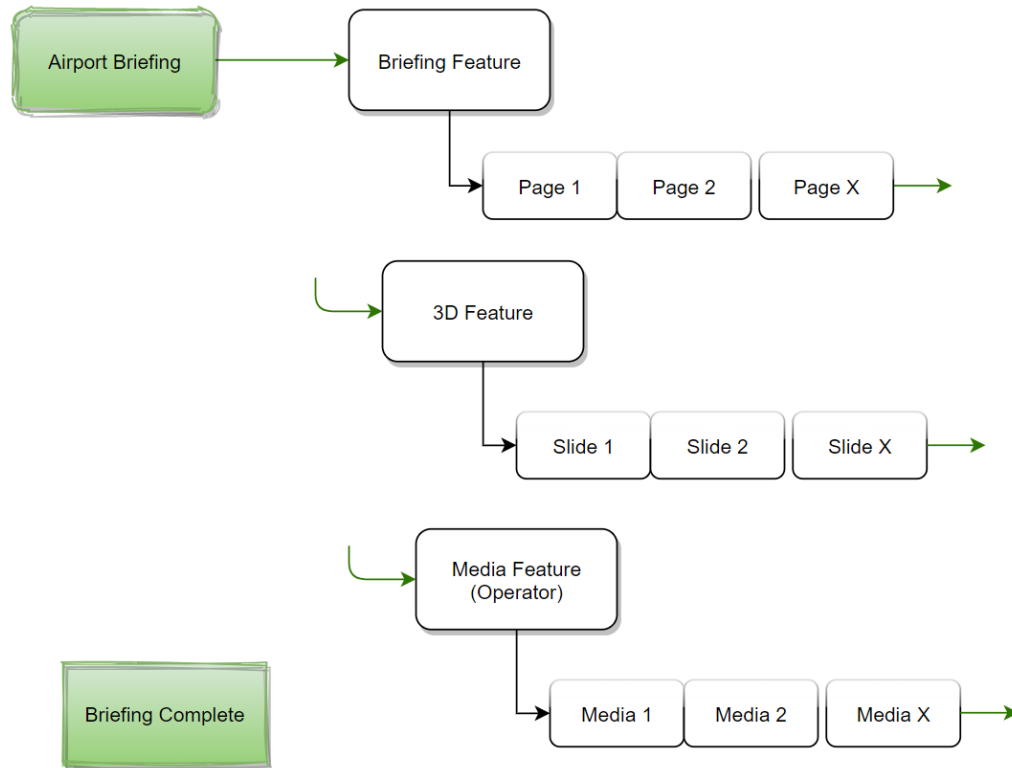 Airport Briefing
Briefing Feature
Page 1
Page 2
Page X
3D Feature
Slide 1
Slide 2
Slide X
Media Feature
(Operator)
Briefing Complete
Media 1
Media 2
Media X